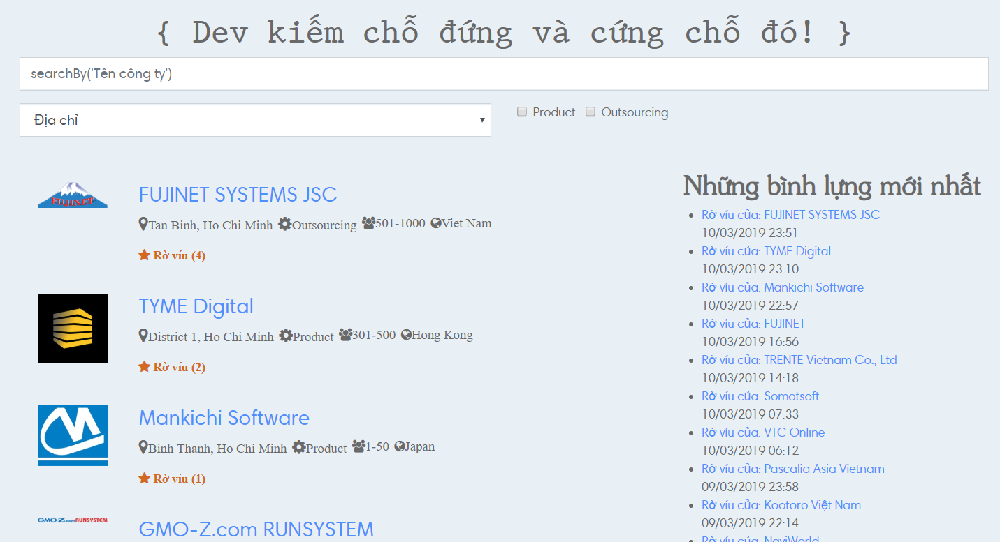 { Dev kiếm chỗ đứng và cứng chỗ đó! }
searchBy('Tên công ty')
Địa chỉ
Product Outsourcing
FUJINET
FUJINET SYSTEMS JSC
Tan Binh, Ho Chi Minh Outsourcing 501-1000 Viet Nam
Rờ víu (4)
TYME Digital
District 1, Ho Chi Minh Product 301-500 Hong Kong
Rờ víu (2)
Mankichi Software
Binh Thanh, Ho Chi Minh Product 1-50 Japan
Rờ víu (1)
GMO-Z.com RUNSYSTEM
GMO-Z.com RUNSYSTEM
Những bình lựng mới nhất
Rờ víu của: FUJINET SYSTEMS JSC
10/03/2019 23:51
Rờ víu của: TYME Digital
10/03/2019 23:10
Rờ víu của: Mankichi Software
10/03/2019 22:57
Rờ víu của: FUJINET
10/03/2019 16:56
Rờ víu của: TRENTE Vietnam Co., Ltd
10/03/2019 14:18
Rờ víu của: Somotsoft
10/03/2019 07:33
Rờ víu của: VTC Online
10/03/2019 06:12
Rờ víu của: Pascalia Asia Vietnam
09/03/2019 23:58
Rờ víu của: Kootoro Việt Nam
09/03/2019 22:14
Rờ víu của: NaviWorld